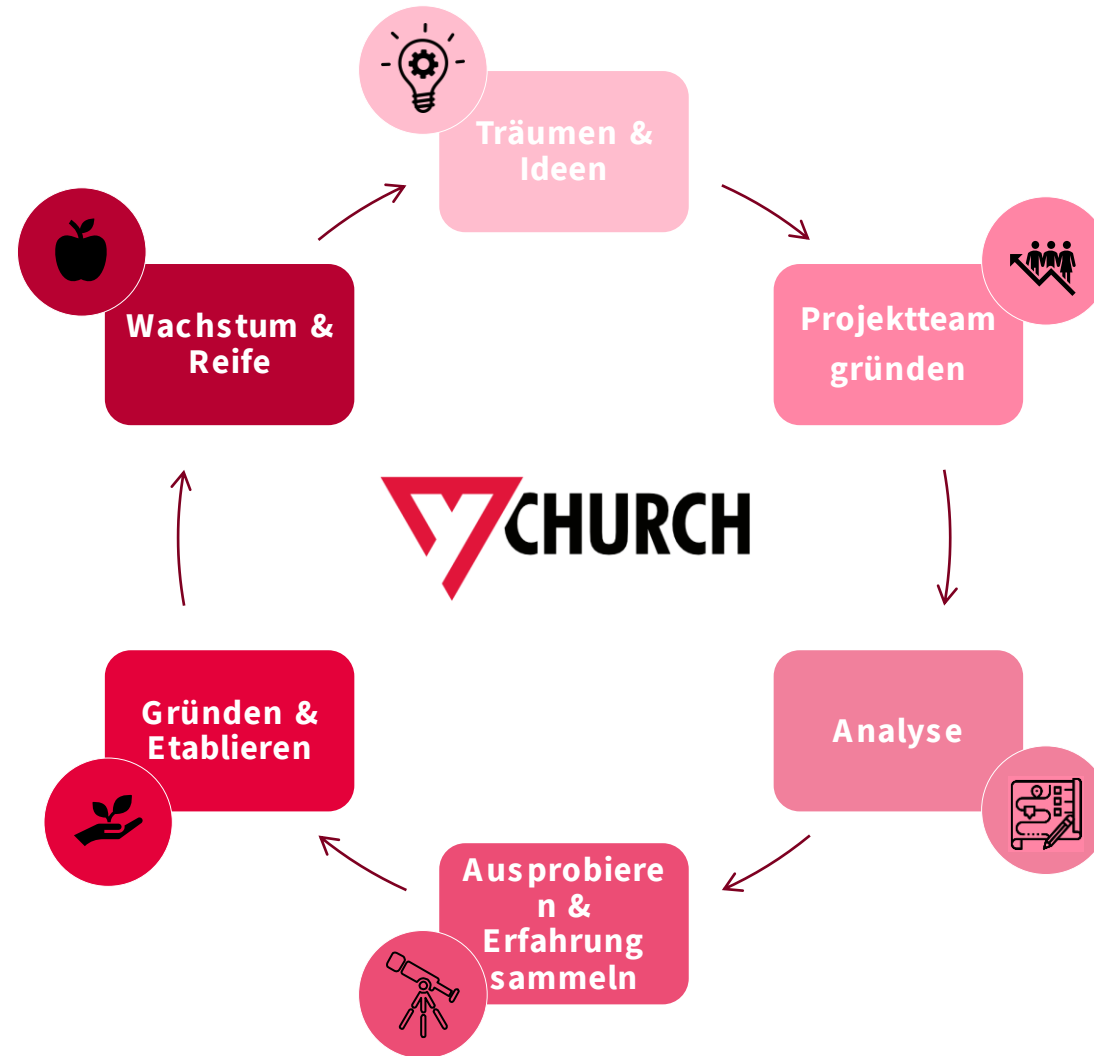 Träumen &
Ideen
Projektteam
gründen
Analyse
Ausprobiere
n &
Erfahrung
sammeln
Gründen &
Etablieren
Wachstum &
Reife
Y CHURCH